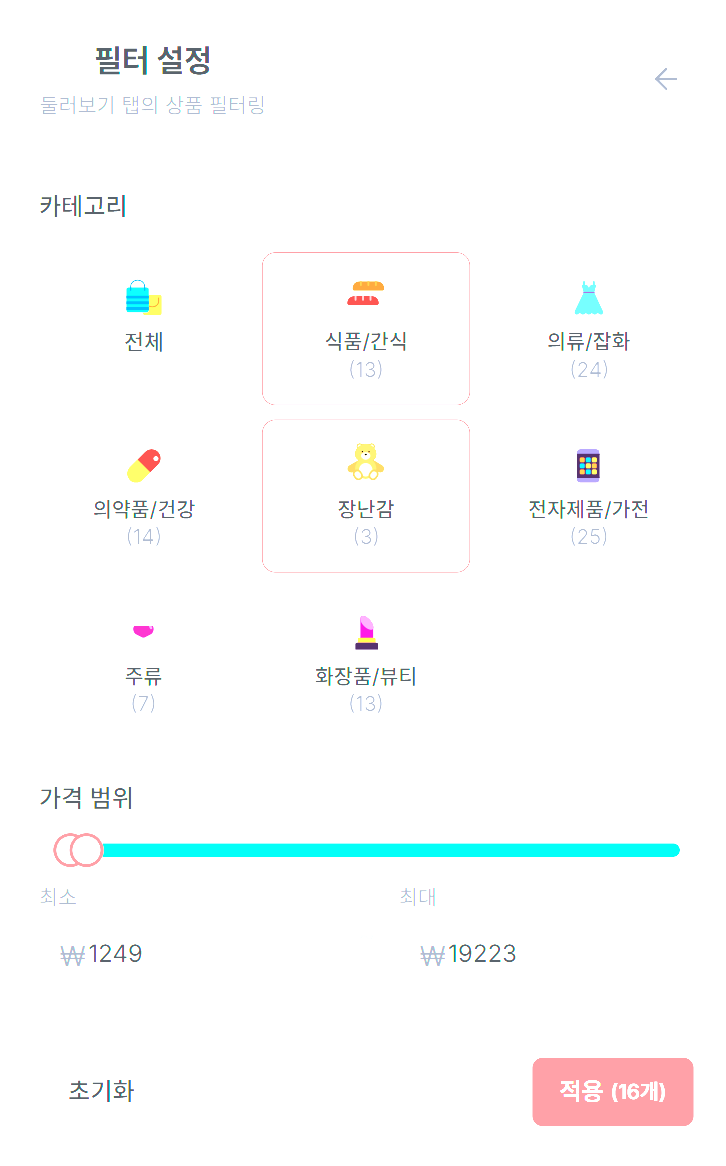 필터 설정
둘러보기 탭의 상품 필터링
카테고리
전체
식품/간식
(13)
의류/잡화
(24)
의약품/건강
(14)
장난감
(3)
전자제품/가전
(25)
주류
(7)
화장품/뷰티
(13)
가격 범위
최소
최대
₩1249
₩19223
초기화
적용 (16개)